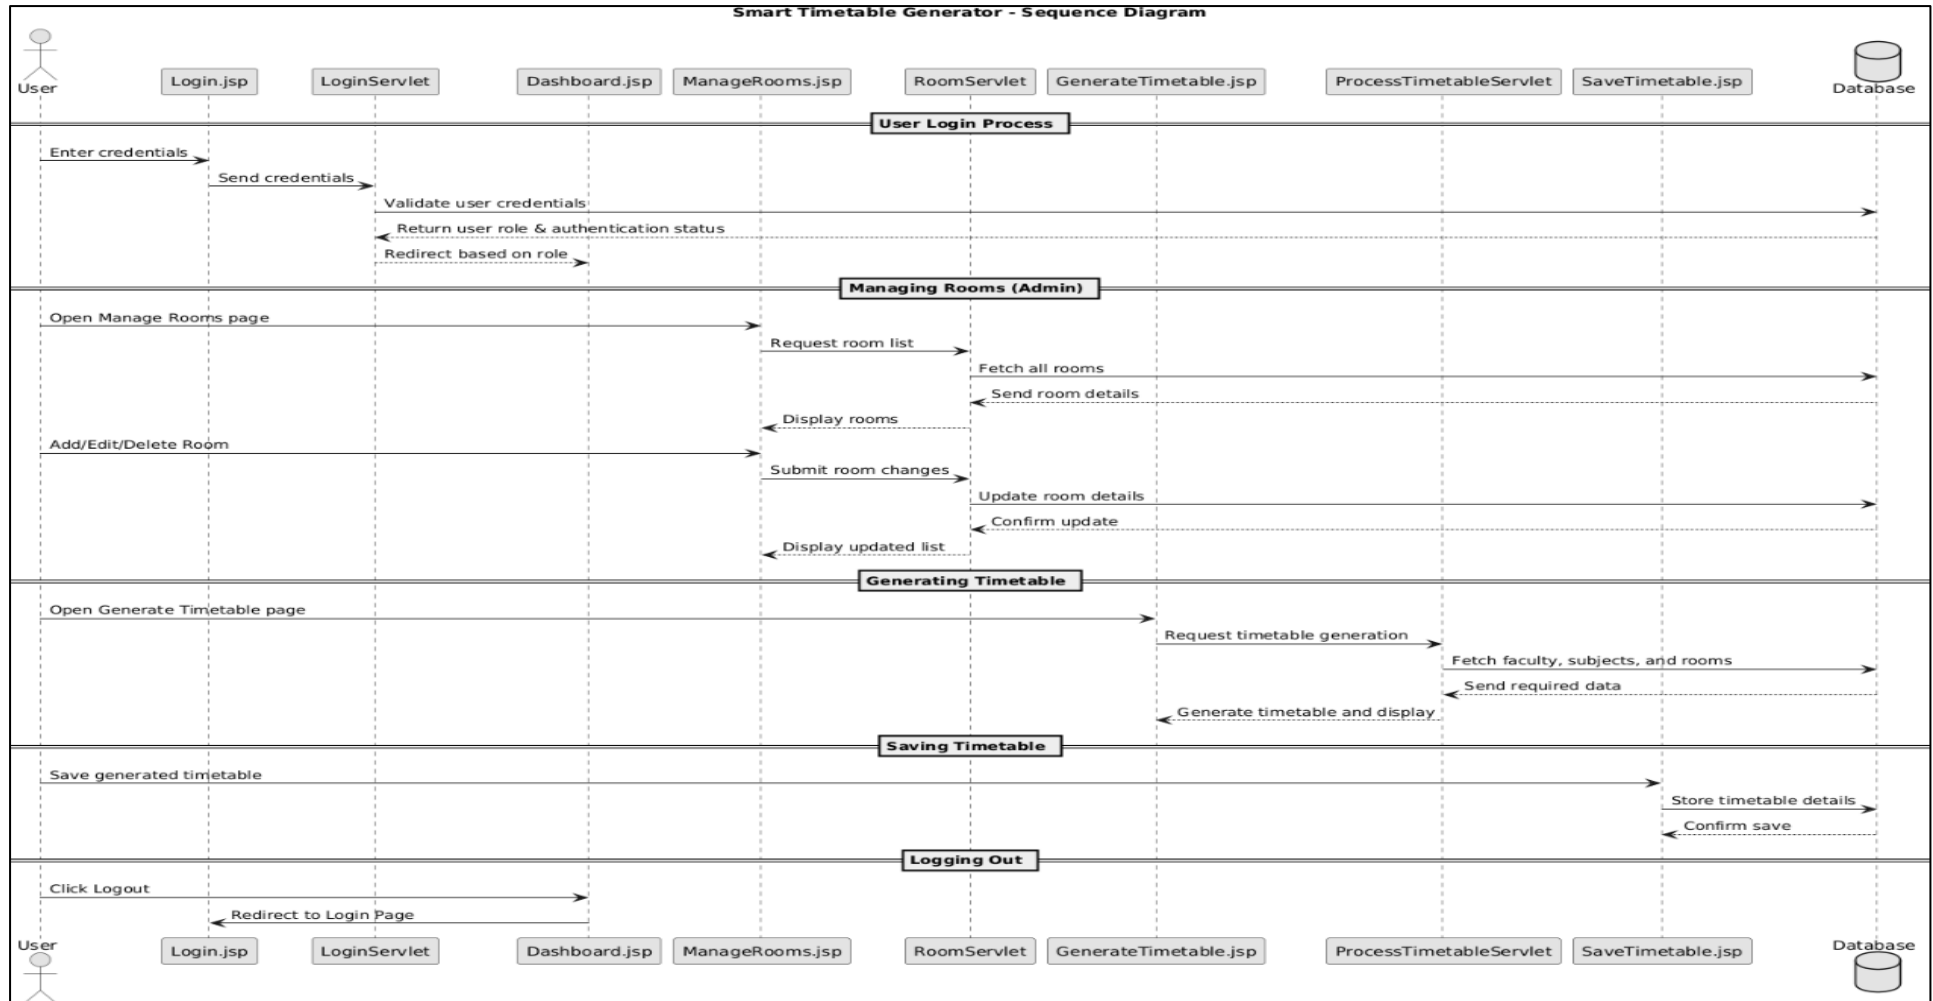 Smart Timetable Generator - Sequence Diagram
User
Login.jsp
LoginServlet
Dashboard.jsp
ManageRooms.jsp
RoomServlet
GenerateTimetable.jsp
ProcessTimetableServlet
SaveTimetable.jsp
Database
User Login Process
Enter credentials
Send credentials
Validate user credentials
Return user role & authentication status
Redirect based on role
Managing Rooms (Admin)
Open Manage Rooms page
Request room list
Fetch all rooms
Send room details
Display rooms
Add/Edit/Delete Room
Submit room changes
Update room details
Confirm update
Display updated list
Generating Timetable
Open Generate Timetable page
Request timetable generation
Fetch faculty, subjects, and rooms
Send required data
Generate timetable and display
Saving Timetable
Save generated timetable
Store timetable details
Confirm save
Logging Out
Click Logout
Redirect to Login Page
User
Login.jsp
LoginServlet
Dashboard.jsp
ManageRooms.jsp
RoomServlet
GenerateTimetable.jsp
ProcessTimetableServlet
SaveTimetable.jsp
Database